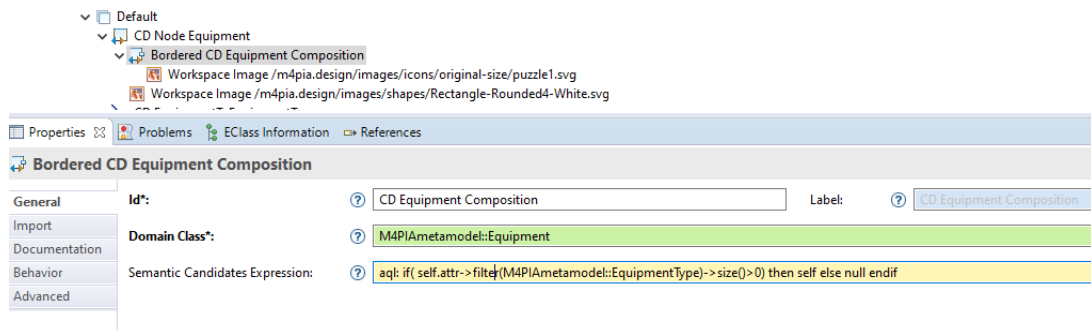 Default
CD Node Equipment
Bordered CD Equipment Composition
Workspace Image /m4pia.design/images/icons/original-size/puzzle1.svg
Workspace Image /m4pia.design/images/shapes/Rectangle-Rounded4-White.svg
Properties Problems EClass Information References
Bordered CD Equipment Composition
General Id*: ? CD Equipment Composition Label: ? CD Equipment Composition
Import
Domain Class*: ? M4PIAmetamodel::Equipment
Documentation
Behavior Semantic Candidates Expression: ? aql: if( self.attr->filter(M4PIAmetamodel::EquipmentType)->size()>0) then self else null endif
Advanced